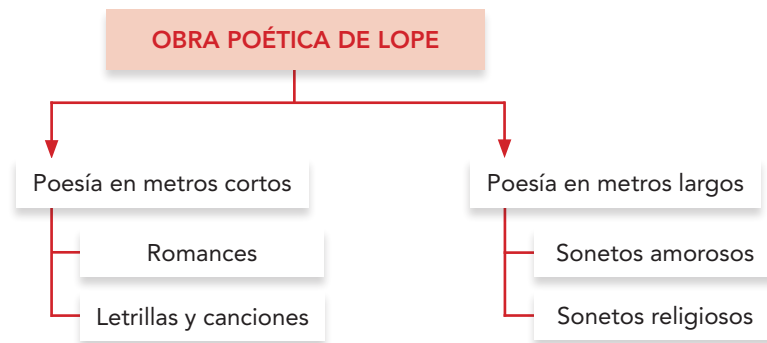 OBRA POÉTICA DE LOPE
Poesía en metros cortos
Romances
Letrillas y canciones
Poesía en metros largos
Sonetos amorosos
Sonetos religiosos